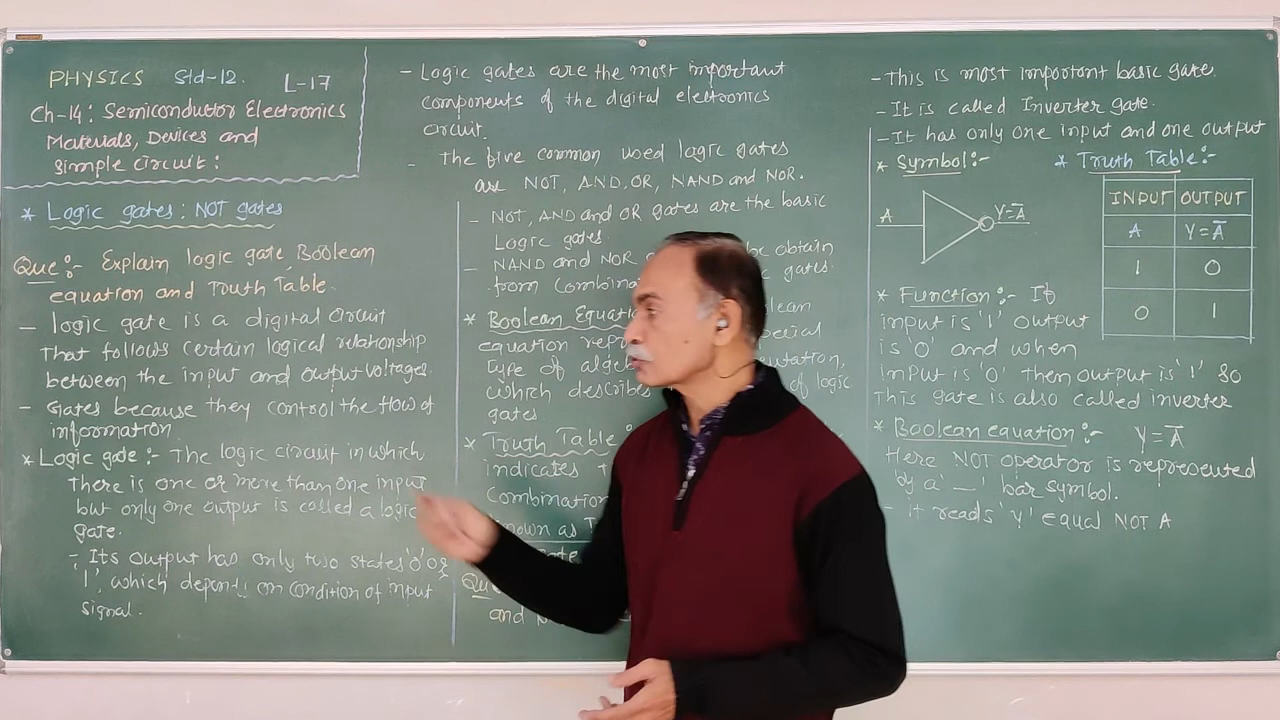 PHYSICS Std-12. L-17
Ch-14: Semiconductor Electronics
Materials, Devices and
simple circuit:
* Logic gates: NOT gates
Que:- Explain logic gate, Boolean
equation and Truth Table.
- logic gate is a digital circuit
that follows certain logical relationship
between the input and output voltages.
- Gates because they control the flow of
information.
* Logic gate:- The logic circuit in which
there is one or more than one input
but only one output is called a logic
gate.
- Its output has only two states '0' or
'1', which depends on condition of input
signal.
- Logic gates are the most important
components of the digital electronics
circuit.
- the five common used logic gates
are NOT, AND, OR, NAND and NOR.
- NOT, AND and OR gates are the basic
Logic gates.
- NAND and NOR be obtain
from gates.
* Boolean
equation
type of
which describes of logic
gates.
* Truth Table:
indicates
known as
Que
and
- This is most important basic gate.
- It is called Inverter gate.
- It has only one input and one output
* Symbol:-
A Y=A̅
* Truth Table:-
INPUT OUTPUT
A Y=A̅
1 0
0 1
* Function:- If
input is '1' output
is '0' and when
input is '0' then output is '1' so
this gate is also called inverter
* Boolean equation:- Y=A̅
Here NOT operator is represented
by a '—' bar symbol.
- it reads 'y' equal NOT A